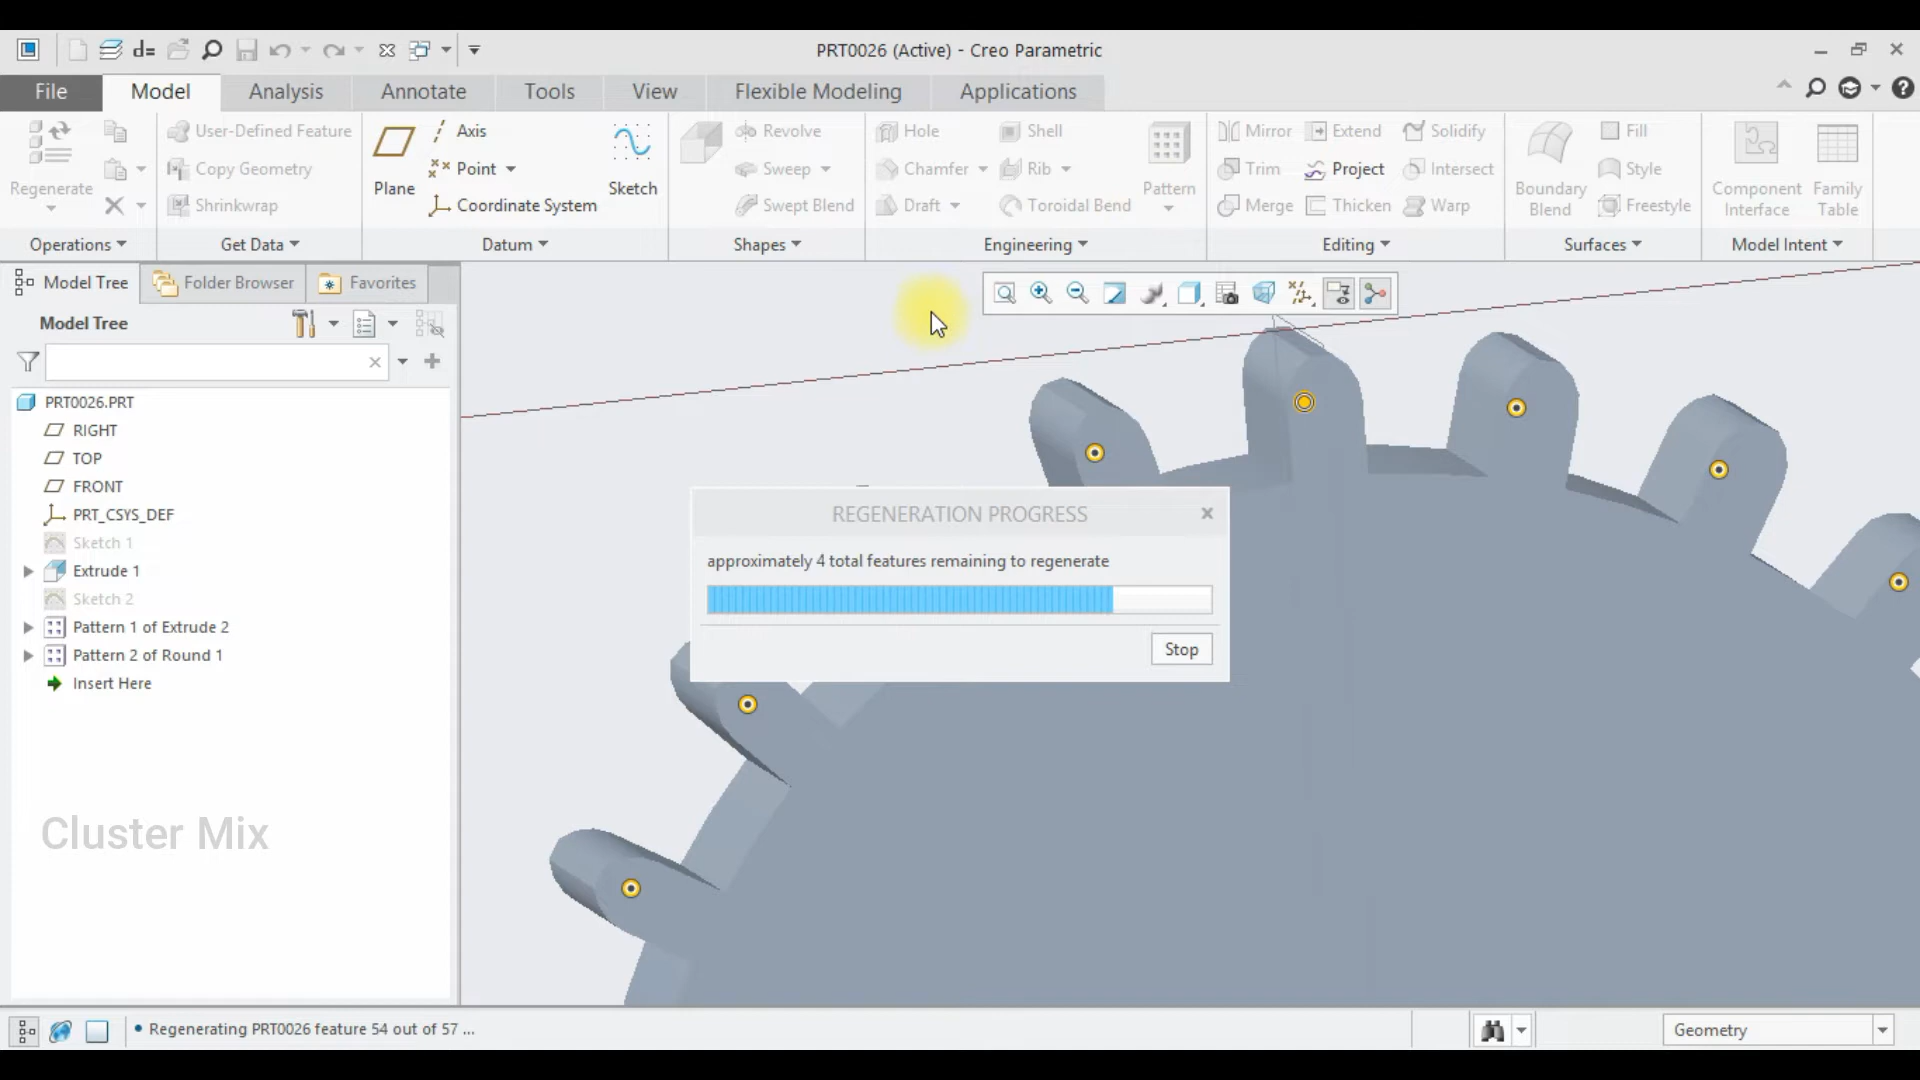 d=
PRT0026 (Active) - Creo Parametric
File Model Analysis Annotate Tools View Flexible Modeling Applications
Regenerate
Operations
User-Defined Feature
Copy Geometry
Shrinkwrap
Get Data
Plane
Axis
Point
Coordinate System
Sketch
Datum
Revolve
Sweep
Swept Blend
Shapes
Hole
Chamfer
Draft
Shell
Rib
Toroidal Bend
Pattern
Engineering
Mirror
Trim
Merge
Extend
Project
Thicken
Solidify
Intersect
Warp
Editing
Boundary
Blend
Fill
Style
Freestyle
Surfaces
Component
Interface
Family
Table
Model Intent
Model Tree Folder Browser Favorites
Model Tree
PRT0026.PRT
RIGHT
TOP
FRONT
PRT_CSYS_DEF
Sketch 1
Extrude 1
Sketch 2
Pattern 1 of Extrude 2
Pattern 2 of Round 1
Insert Here
REGENERATION PROGRESS
approximately 4 total features remaining to regenerate
Stop
Cluster Mix
Regenerating PRT0026 feature 54 out of 57 ...
Geometry